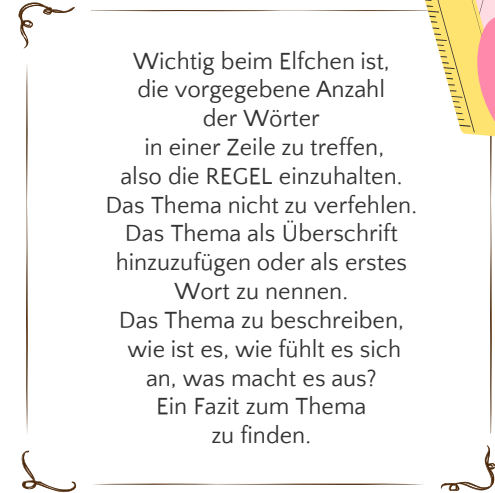 Wichtig beim Elfchen ist,
die vorgegebene Anzahl
der Wörter
in einer Zeile zu treffen,
also die REGEL einzuhalten.
Das Thema nicht zu verfehlen.
Das Thema als Überschrift
hinzuzufügen oder als erstes
Wort zu nennen.
Das Thema zu beschreiben,
wie ist es, wie fühlt es sich
an, was macht es aus?
Ein Fazit zum Thema
zu finden.